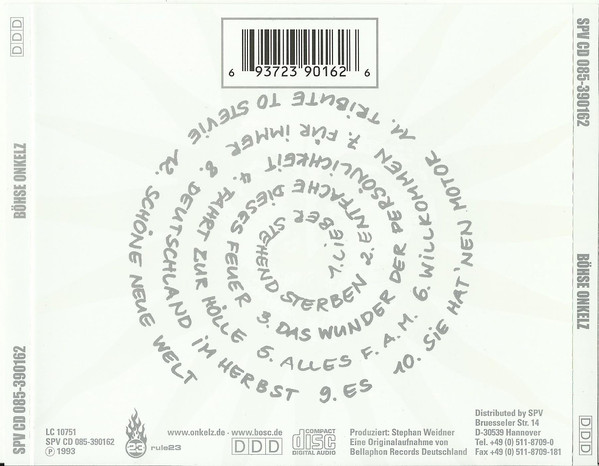 DDD
BÖHSE ONKELZ
SPV CD 085-390162
6 93723 90162 6
1. LIEBER STEHEND STERBEN
2. ENTFACHE DIESES FEUER
3. DAS WUNDER DER PERSÖNLICHKEIT
4. FAHRT ZUR HÖLLE
5. ALLES F. A. M.
6. WILLKOMMEN
7. FÜR IMMER
8. DEUTSCHLAND IM HERBST
9. ES
10. SIE HAT 'NEN MOTOR
11. TRIBUTE TO STEVIE
12. SCHÖNE NEUE WELT
LC 10751
SPV CD 085-390162
℗ 1993
23
rule23
www.onkelz.de - www.bosc.de
DDD
COMPACT
disc
DIGITAL AUDIO
Produziert: Stephan Weidner
Eine Originalaufnahme von
Bellaphon Records Deutschland
Distributed by SPV
Bruesseler Str. 14
D-30539 Hannover
Tel. +49 (0) 511-8709-0
Fax +49 (0) 511-8709-181
SPV CD 085-390162
BÖHSE ONKELZ
DDD